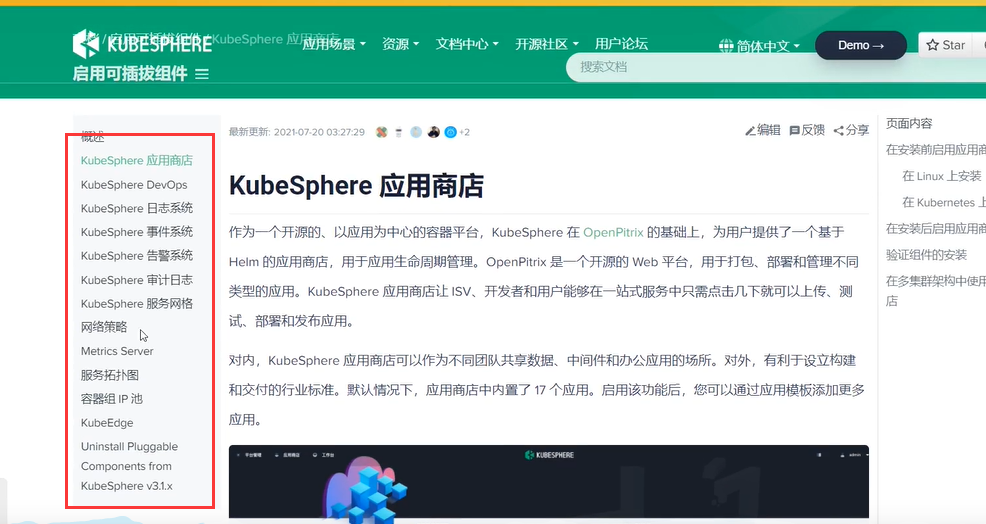 KUBESPHERE
/ 启用可插拔组件 / KubeSphere 应用商店
应用场景
资源
文档中心
开源社区
用户论坛
简体中文
Demo →
Star
启用可插拔组件
搜索文档
概述
KubeSphere 应用商店
KubeSphere DevOps
KubeSphere 日志系统
KubeSphere 事件系统
KubeSphere 告警系统
KubeSphere 审计日志
KubeSphere 服务网格
网络策略
Metrics Server
服务拓扑图
容器组 IP 池
KubeEdge
Uninstall Pluggable
Components from
KubeSphere v3.1.x
最新更新: 2021-07-20 03:27:29
+2
编辑
反馈
分享
KubeSphere 应用商店
作为一个开源的、以应用为中心的容器平台，KubeSphere 在 OpenPitrix 的基础上，为用户提供了一个基于
Helm 的应用商店，用于应用生命周期管理。OpenPitrix 是一个开源的 Web 平台，用于打包、部署和管理不同
类型的应用。KubeSphere 应用商店让 ISV、开发者和用户能够在一站式服务中只需点击几下就可以上传、测
试、部署和发布应用。
对内，KubeSphere 应用商店可以作为不同团队共享数据、中间件和办公应用的场所。对外，有利于设立构建
和交付的行业标准。默认情况下，应用商店中内置了 17 个应用。启用该功能后，您可以通过应用模板添加更多
应用。
平台管理
应用商店
工作台
KUBESPHERE
admin
页面内容
在安装前启用应用商
在 Linux 上安装
在 Kubernetes 上
在安装后启用应用商
验证组件的安装
在多集群架构中使用
店